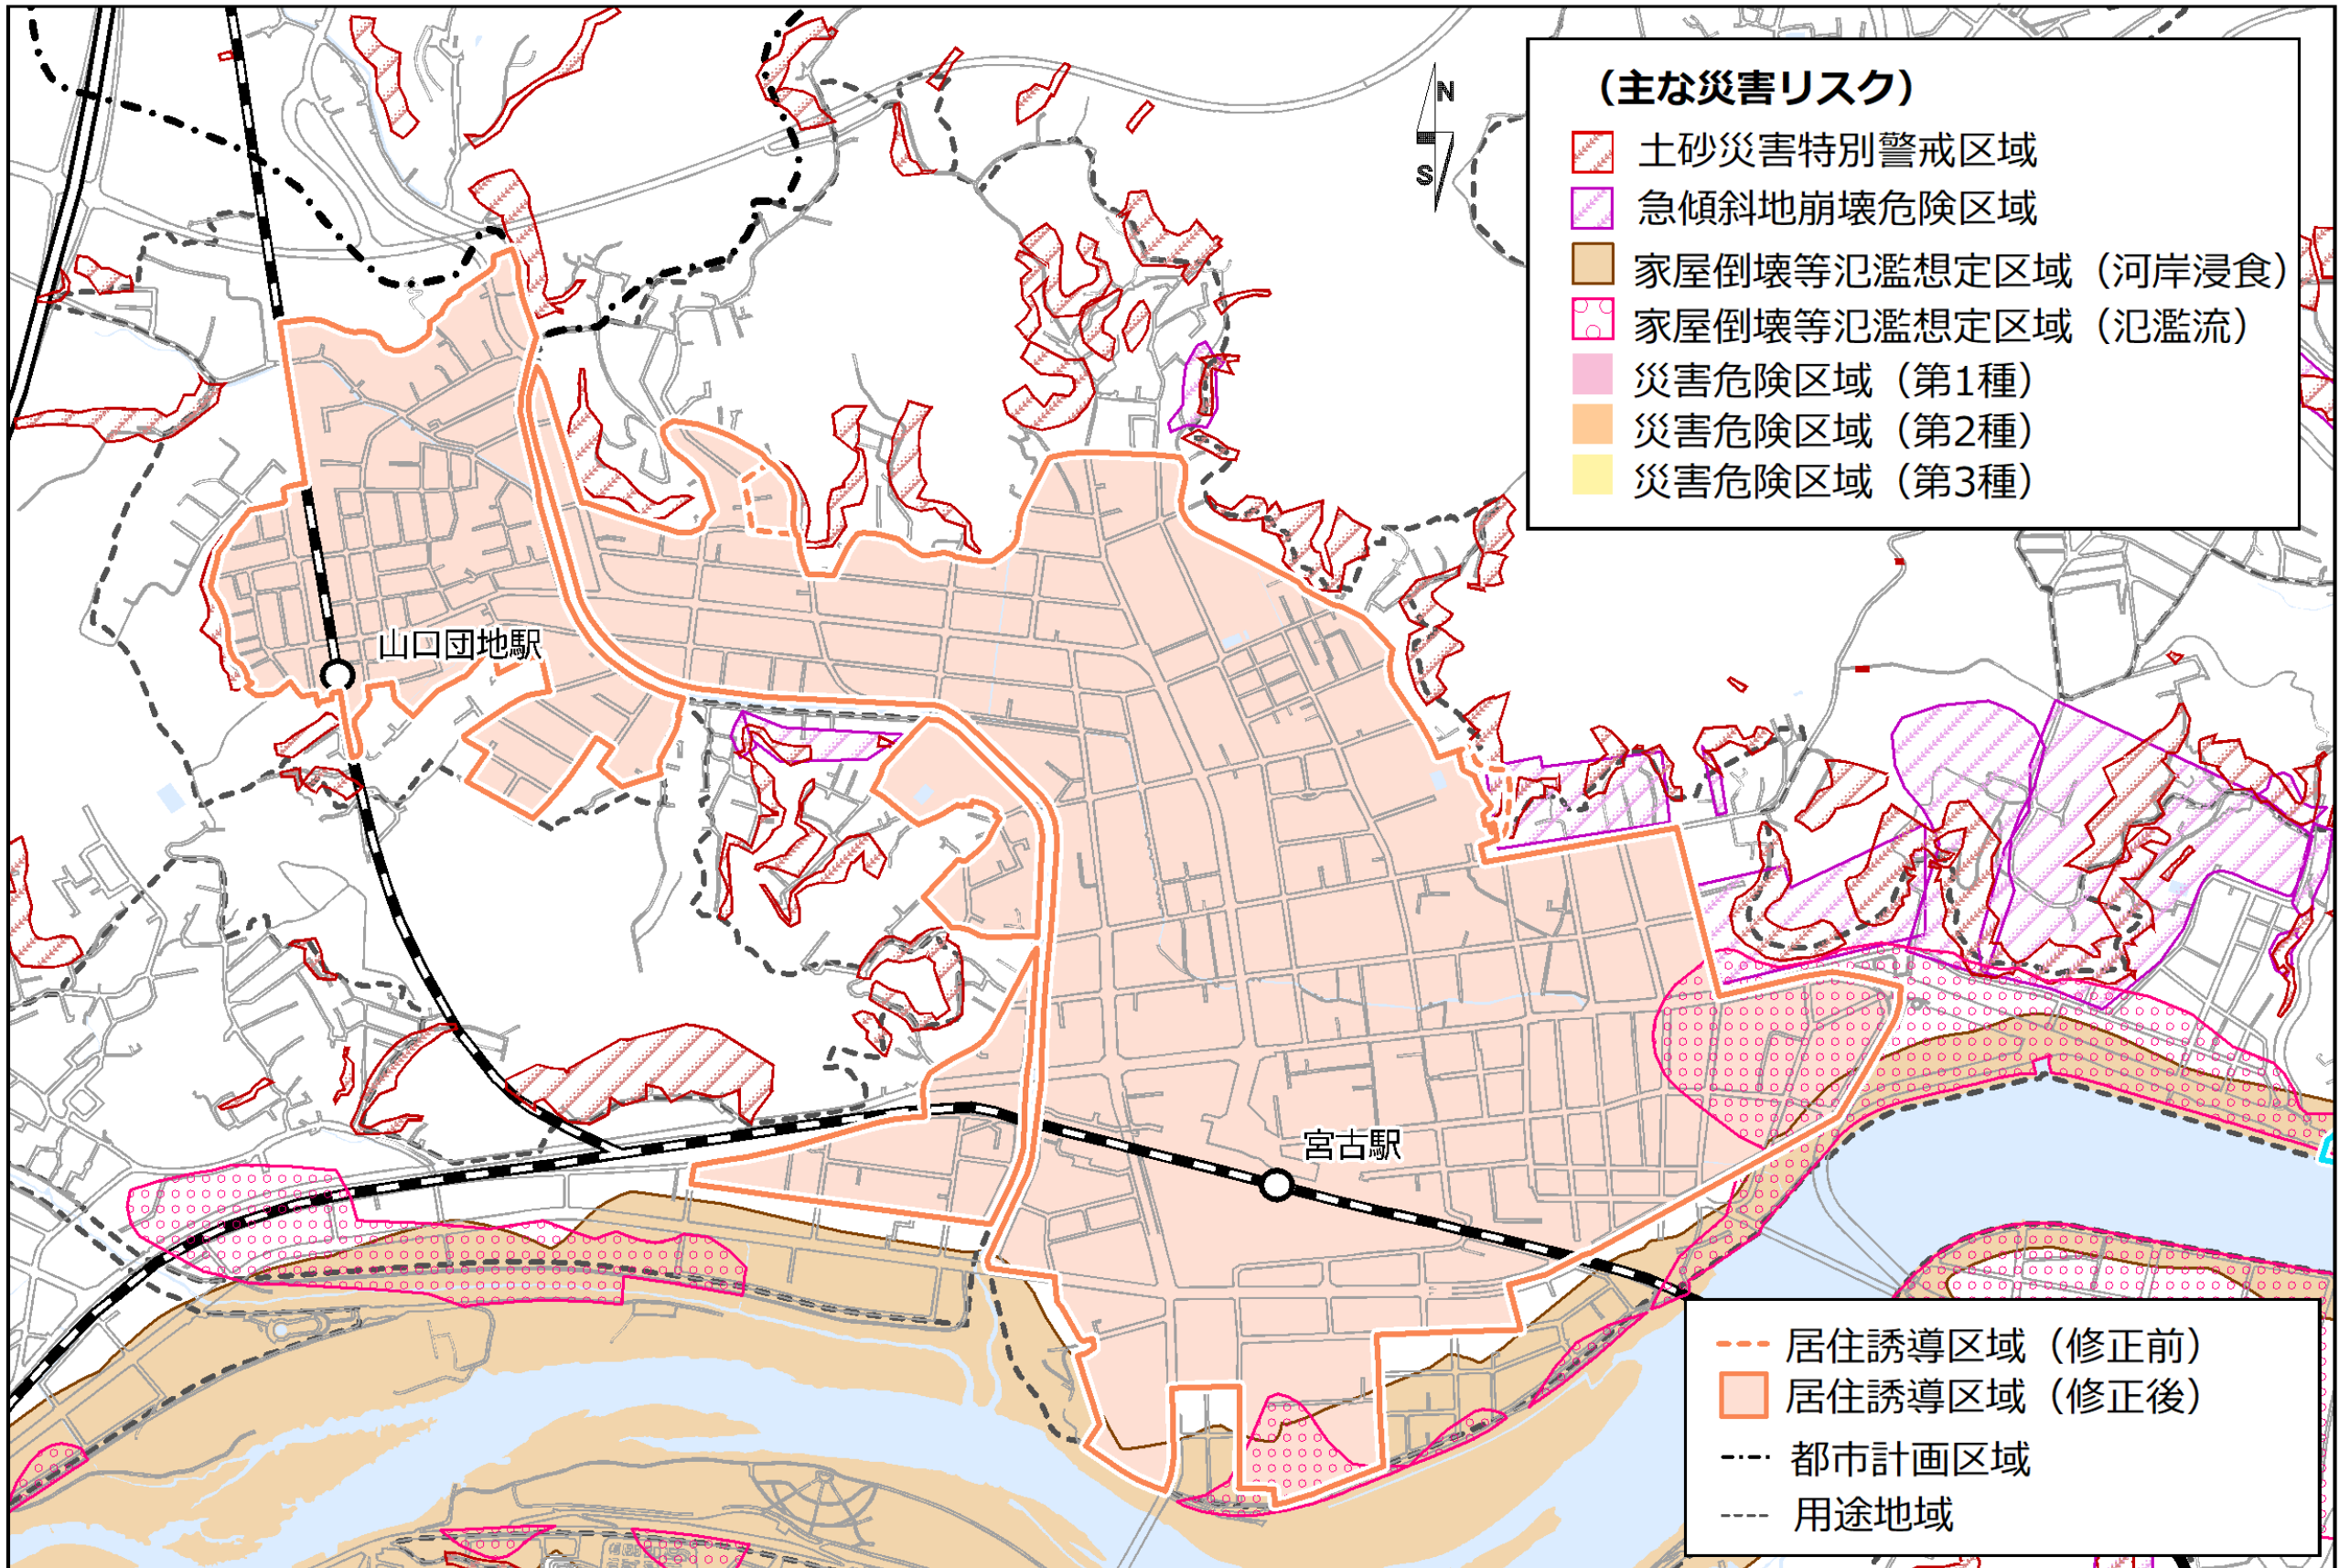 （主な災害リスク）
土砂災害特別警戒区域
急傾斜地崩壊危険区域
家屋倒壊等氾濫想定区域（河岸浸食）
家屋倒壊等氾濫想定区域（氾濫流）
災害危険区域（第1種）
災害危険区域（第2種）
災害危険区域（第3種）
N
S
山口団地駅
宮古駅
居住誘導区域（修正前）
居住誘導区域（修正後）
都市計画区域
用途地域